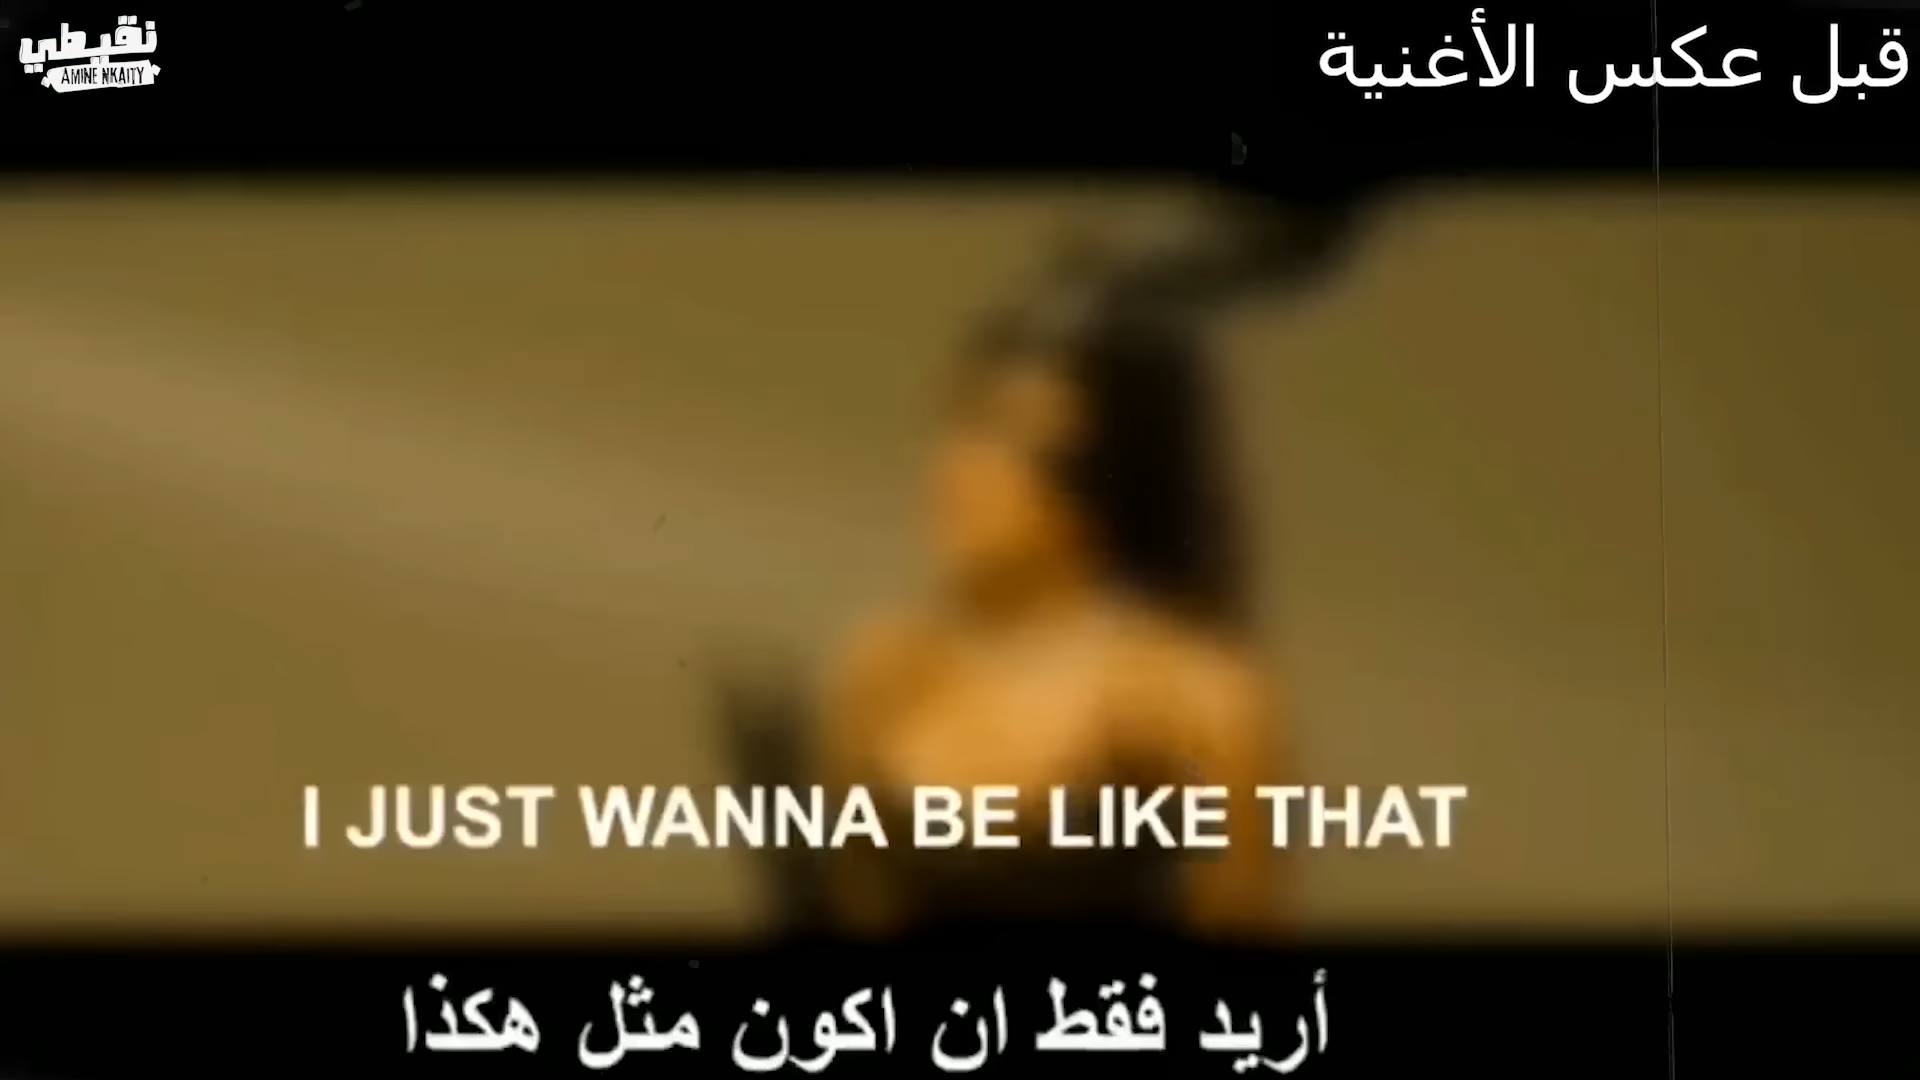 نقيطي
AMINE NKAITY
قبل عكس الأغنية
I JUST WANNA BE LIKE THAT
أريد فقط ان اكون مثل هكذا